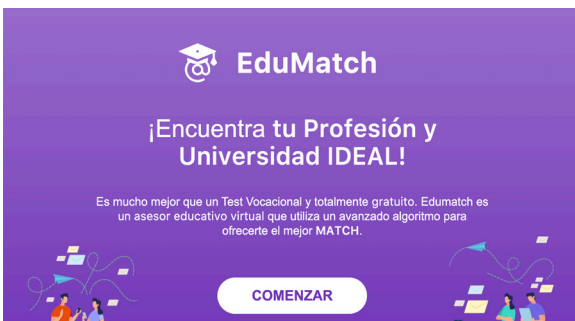 EduMatch
¡Encuentra tu Profesión y
Universidad IDEAL!
Es mucho mejor que un Test Vocacional y totalmente gratuito. Edumatch es
un asesor educativo virtual que utiliza un avanzado algoritmo para
ofrecerte el mejor MATCH.
COMENZAR